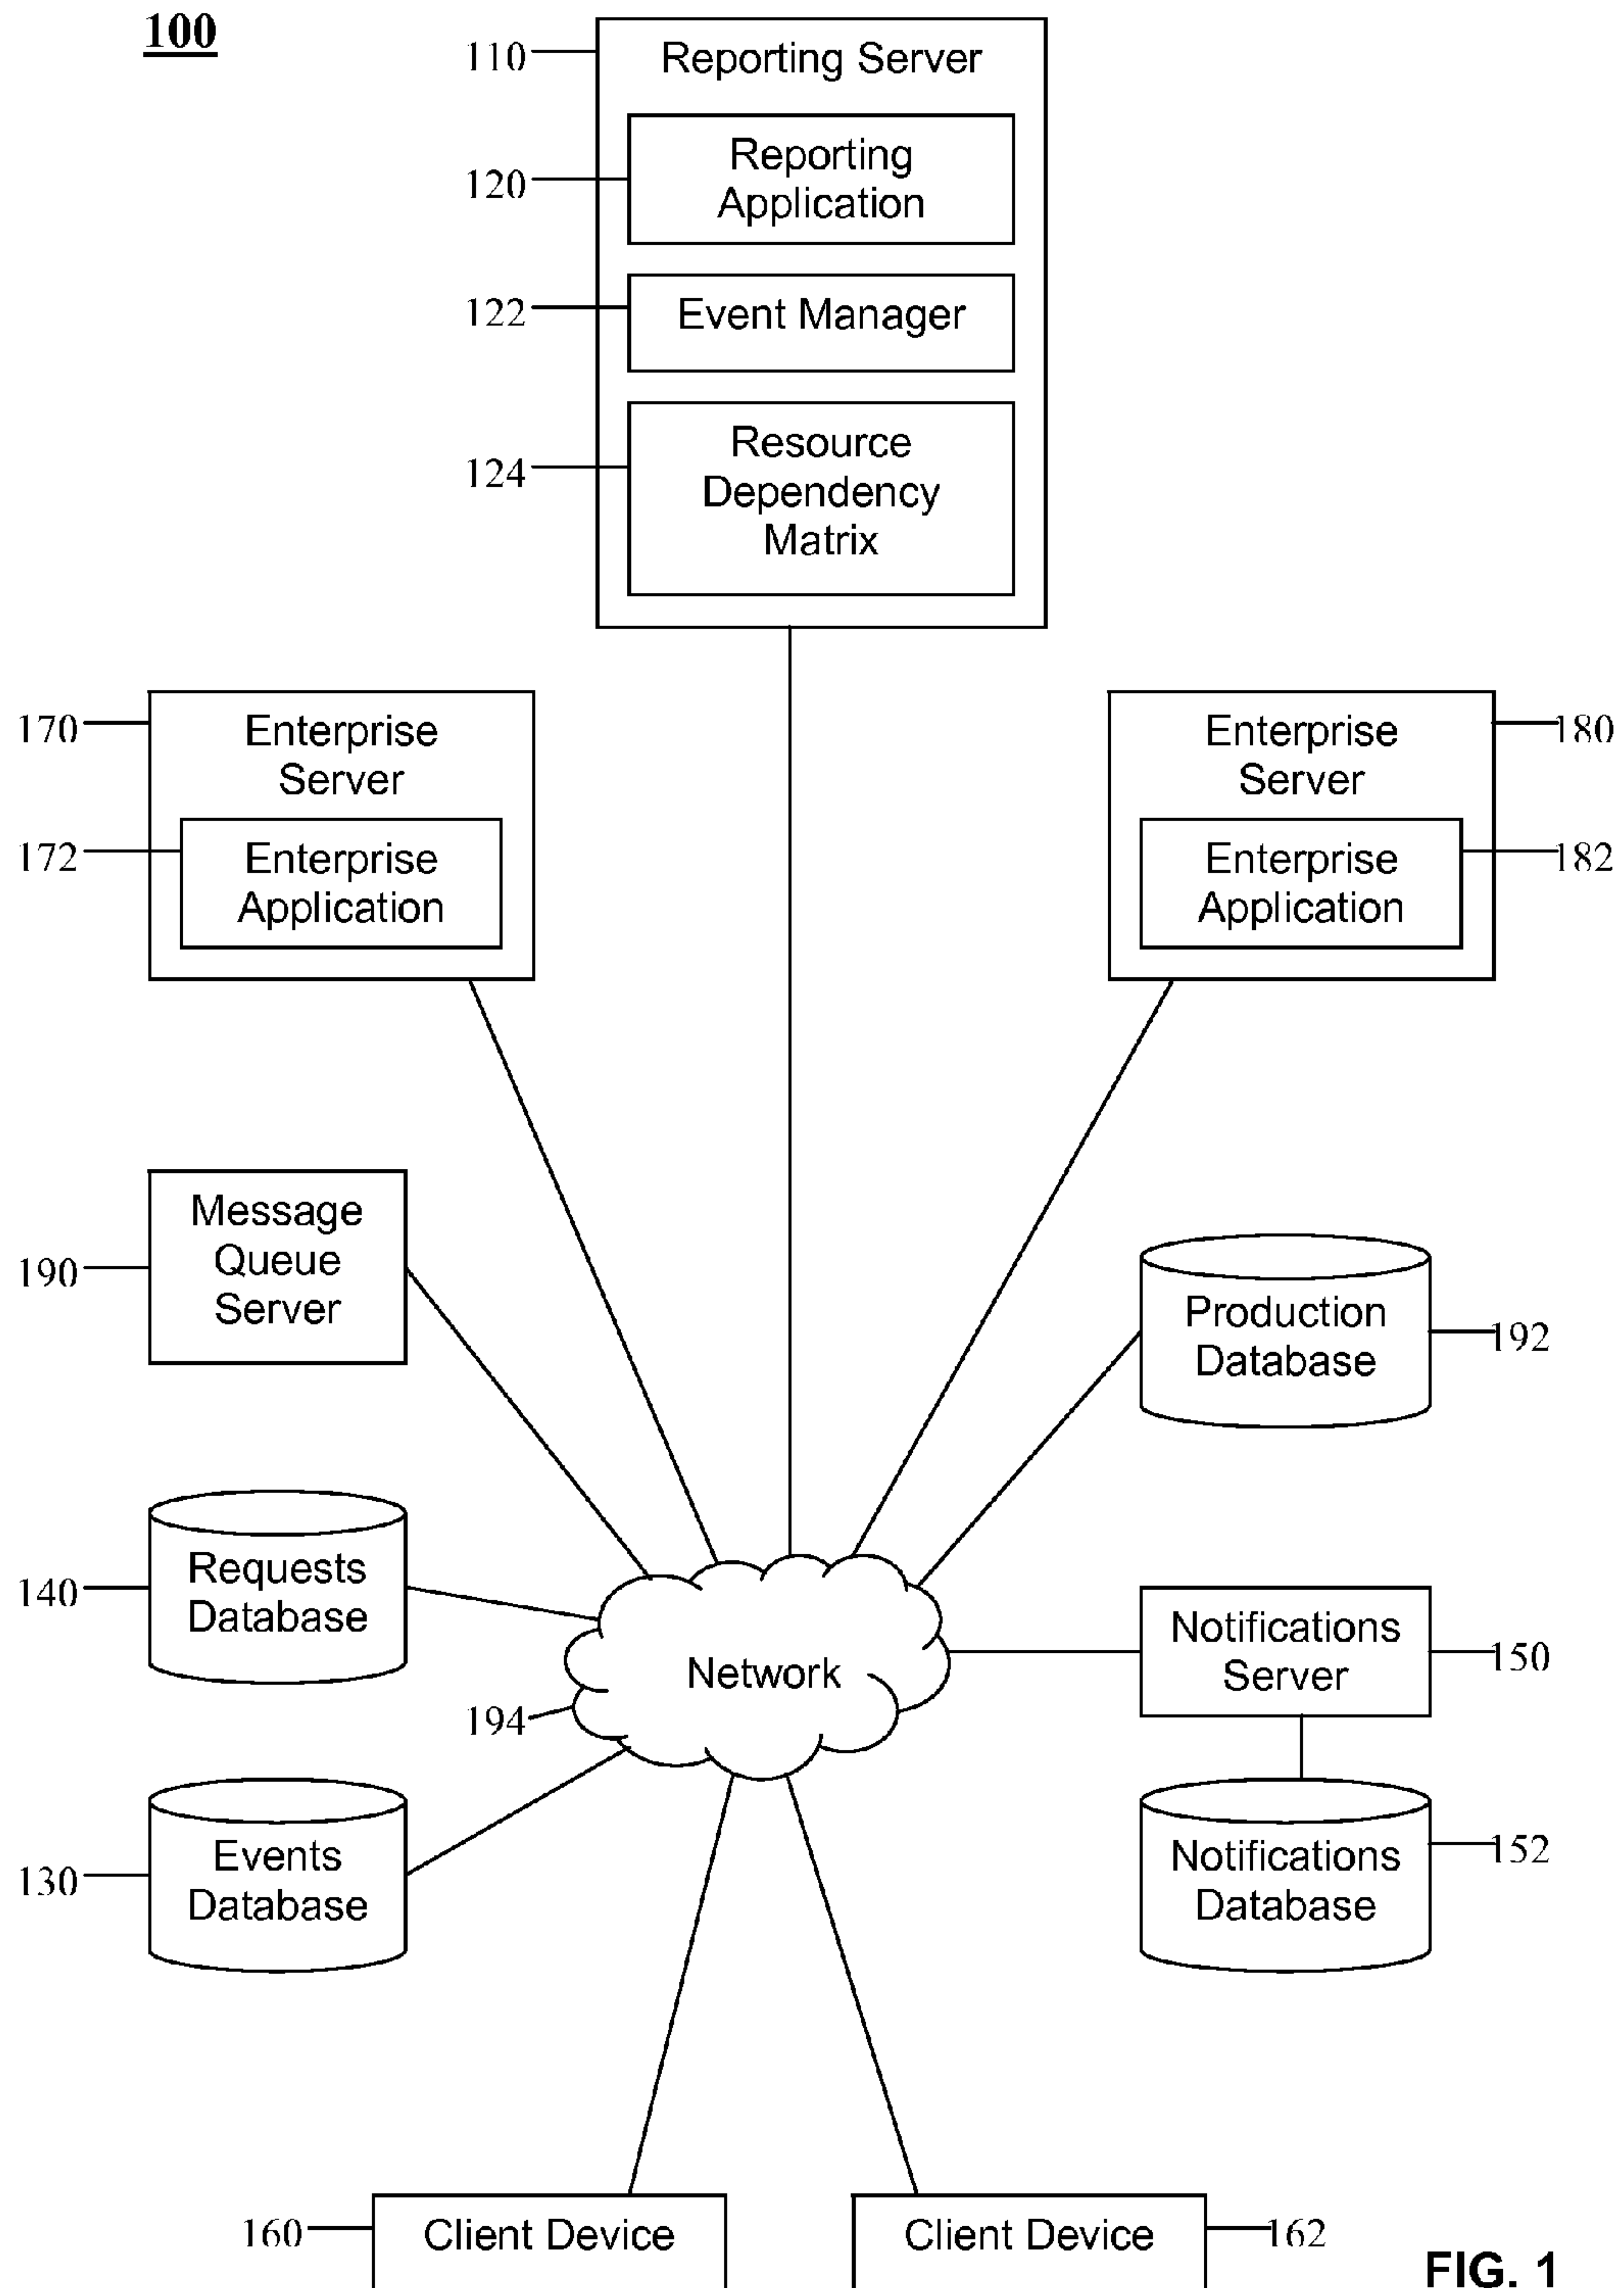 100
110
Reporting Server
120
Reporting
Application
122
Event Manager
124
Resource
Dependency
Matrix
170
Enterprise
Server
172
Enterprise
Application
Enterprise
Server
180
Enterprise
Application
182
190
Message
Queue
Server
Production
Database
192
140
Requests
Database
Network
194
Notifications
Server
150
130
Events
Database
Notifications
Database
152
160
Client Device
Client Device
162
FIG. 1